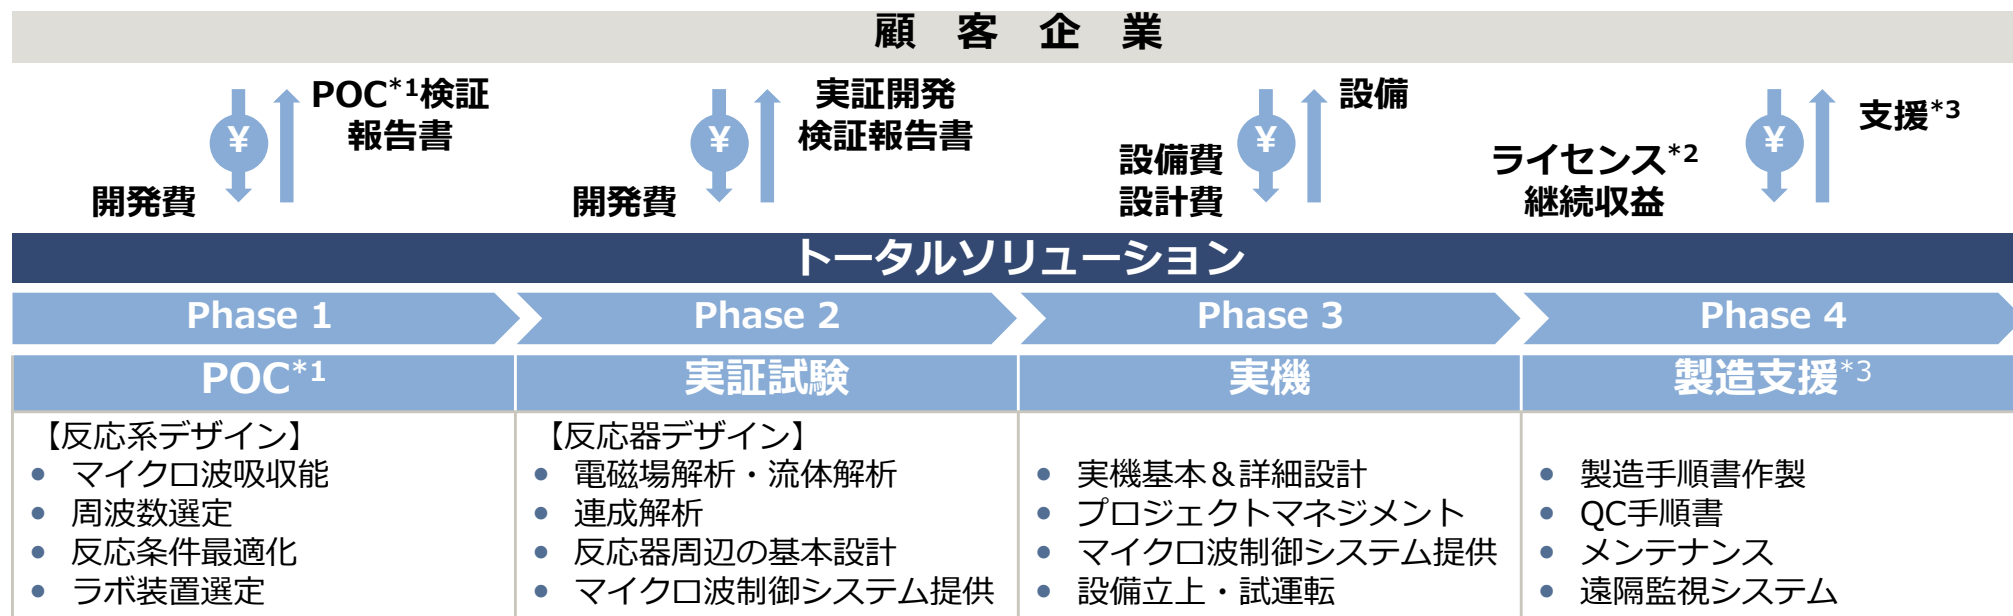 顧 客 企 業
POC*1検証
報告書
¥
開発費
実証開発
検証報告書
¥
開発費
設備
¥
設備費
設計費
支援*3
¥
ライセンス*2
継続収益
トータルソリューション
Phase 1
Phase 2
Phase 3
Phase 4
POC*1
実証試験
実機
製造支援*3
【反応系デザイン】
• マイクロ波吸収能
• 周波数選定
• 反応条件最適化
• ラボ装置選定
【反応器デザイン】
• 電磁場解析・流体解析
• 連成解析
• 反応器周辺の基本設計
• マイクロ波制御システム提供
• 実機基本＆詳細設計
• プロジェクトマネジメント
• マイクロ波制御システム提供
• 設備立上・試運転
• 製造手順書作製
• QC手順書
• メンテナンス
• 遠隔監視システム